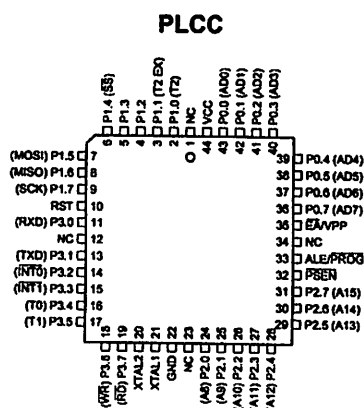 PLCC
P1.4 (SS)
P1.3
P1.2
P1.1 (T2 EX)
P1.0 (T2)
NC
VCC
P0.0 (AD0)
P0.1 (AD1)
P0.2 (AD2)
P0.3 (AD3)
6
5
4
3
2
1
44
43
42
41
40
(MOSI) P1.5 7
(MISO) P1.6 8
(SCK) P1.7 9
RST 10
(RXD) P3.0 11
NC 12
(TXD) P3.1 13
(INT0) P3.2 14
(INT1) P3.3 15
(T0) P3.4 16
(T1) P3.5 17
39 P0.4 (AD4)
38 P0.5 (AD5)
37 P0.6 (AD6)
36 P0.7 (AD7)
35 EA/VPP
34 NC
33 ALE/PROG
32 PSEN
31 P2.7 (A15)
30 P2.6 (A14)
29 P2.5 (A13)
18
19
20
21
22
23
24
25
26
27
28
(WR) P3.6
(RD) P3.7
XTAL2
XTAL1
GND
NC
(A8) P2.0
(A9) P2.1
(A10) P2.2
(A11) P2.3
(A12) P2.4